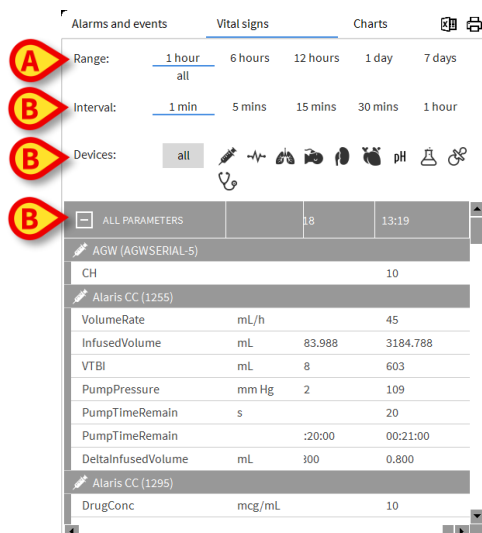 Alarms and events Vital signs Charts
A Range: 1 hour 6 hours 12 hours 1 day 7 days
all
B Interval: 1 min 5 mins 15 mins 30 mins 1 hour
B Devices: all pH
B ALL PARAMETERS 18 13:19
AGW (AGWSERIAL-5)
CH 10
Alaris CC (1255)
VolumeRate mL/h 45
InfusedVolume mL 83.988 3184.788
VTBI mL 8 603
PumpPressure mm Hg 2 109
PumpTimeRemain s 20
PumpTimeRemain :20:00 00:21:00
DeltaInfusedVolume mL 300 0.800
Alaris CC (1295)
DrugConc mcg/mL 10